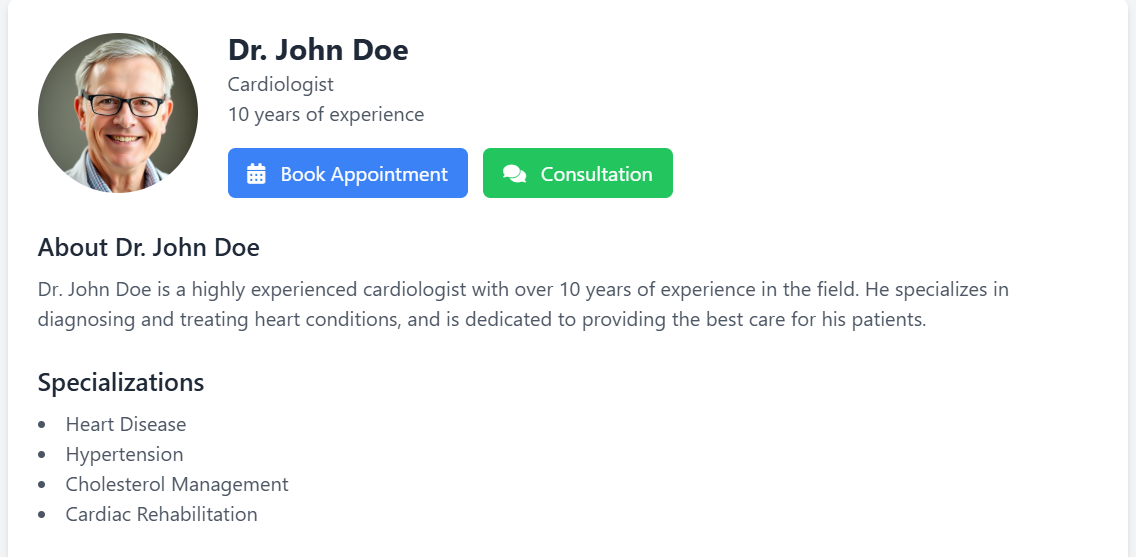 Dr. John Doe
Cardiologist
10 years of experience
Book Appointment
Consultation
About Dr. John Doe
Dr. John Doe is a highly experienced cardiologist with over 10 years of experience in the field. He specializes in
diagnosing and treating heart conditions, and is dedicated to providing the best care for his patients.
Specializations
Heart Disease
Hypertension
Cholesterol Management
Cardiac Rehabilitation